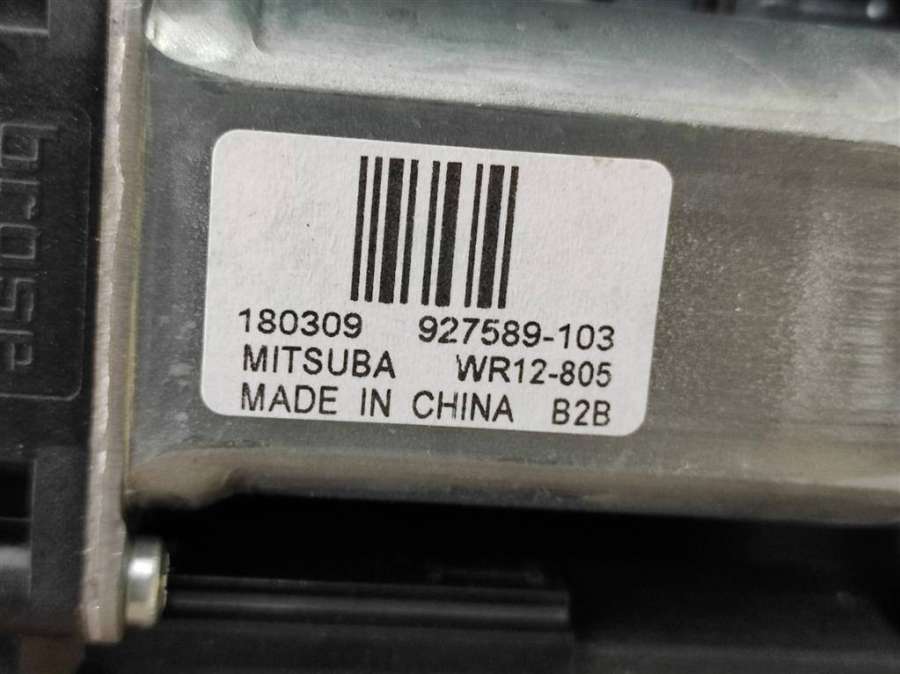 brose
180309 927589-103
MITSUBA WR12-805
MADE IN CHINA B2B